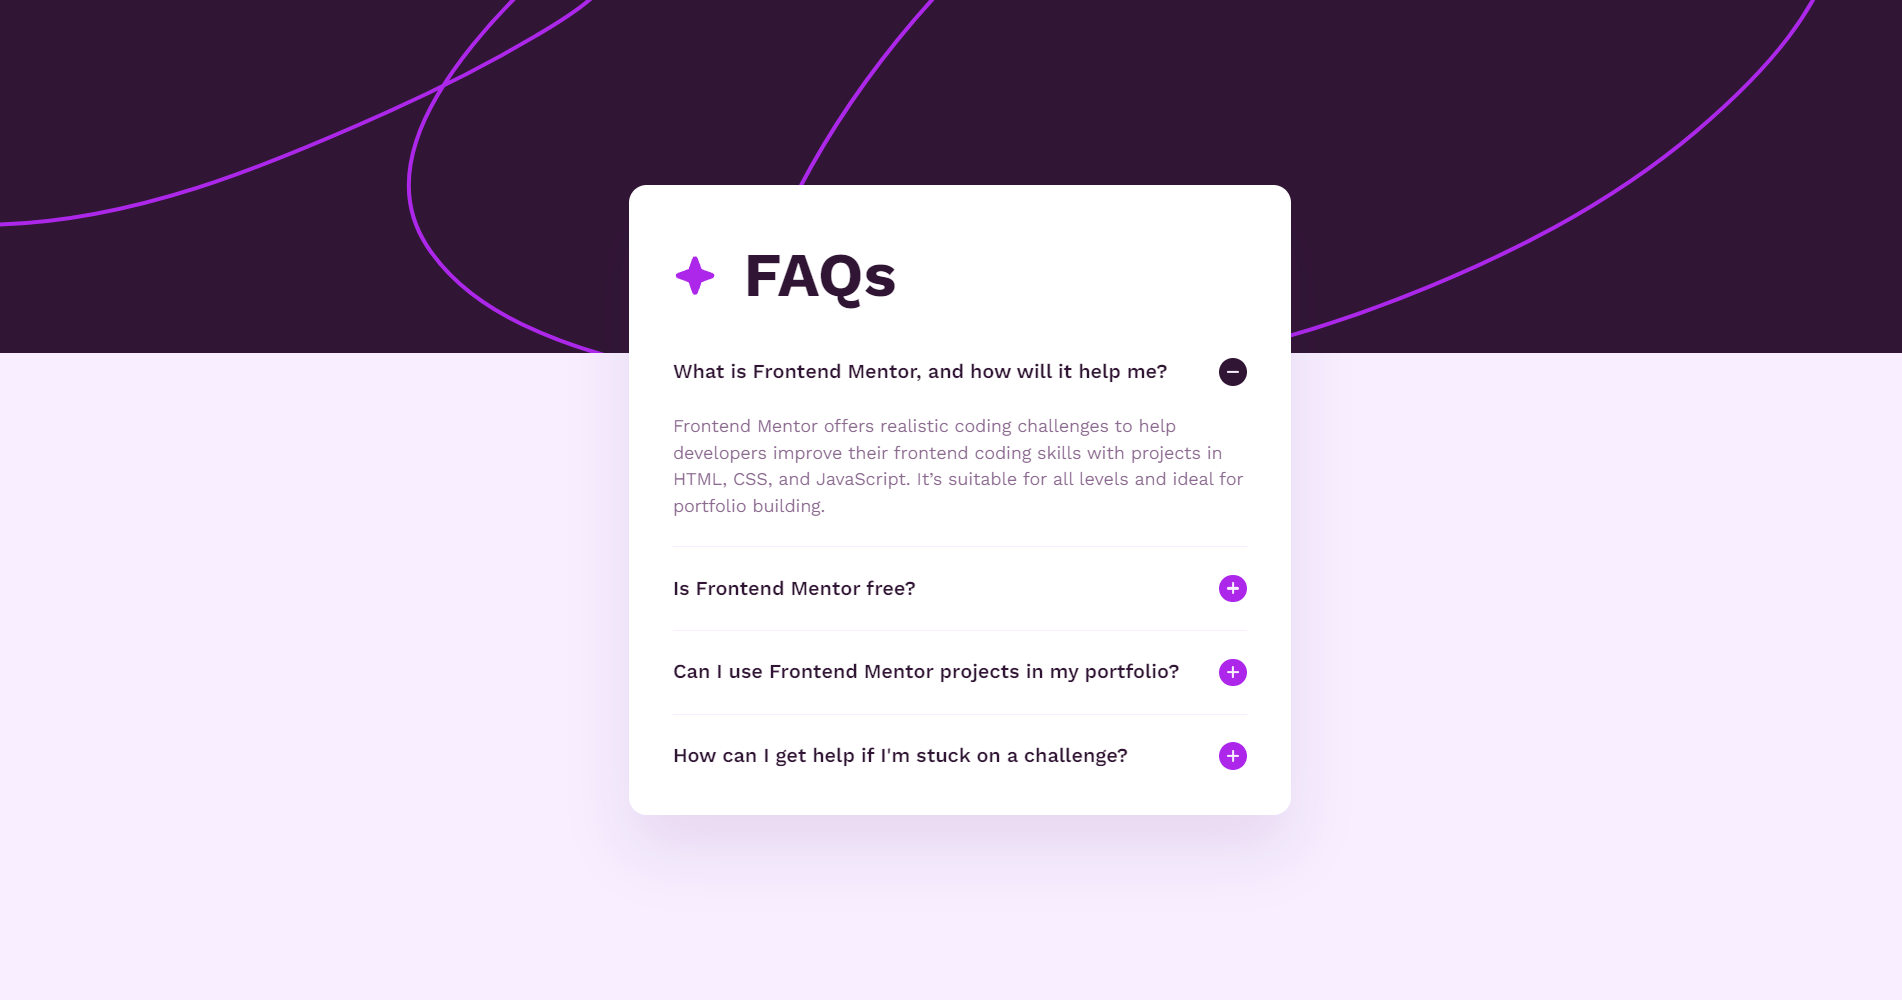 FAQs
What is Frontend Mentor, and how will it help me?
Frontend Mentor offers realistic coding challenges to help
developers improve their frontend coding skills with projects in
HTML, CSS, and JavaScript. It’s suitable for all levels and ideal for
portfolio building.
Is Frontend Mentor free?
Can I use Frontend Mentor projects in my portfolio?
How can I get help if I'm stuck on a challenge?